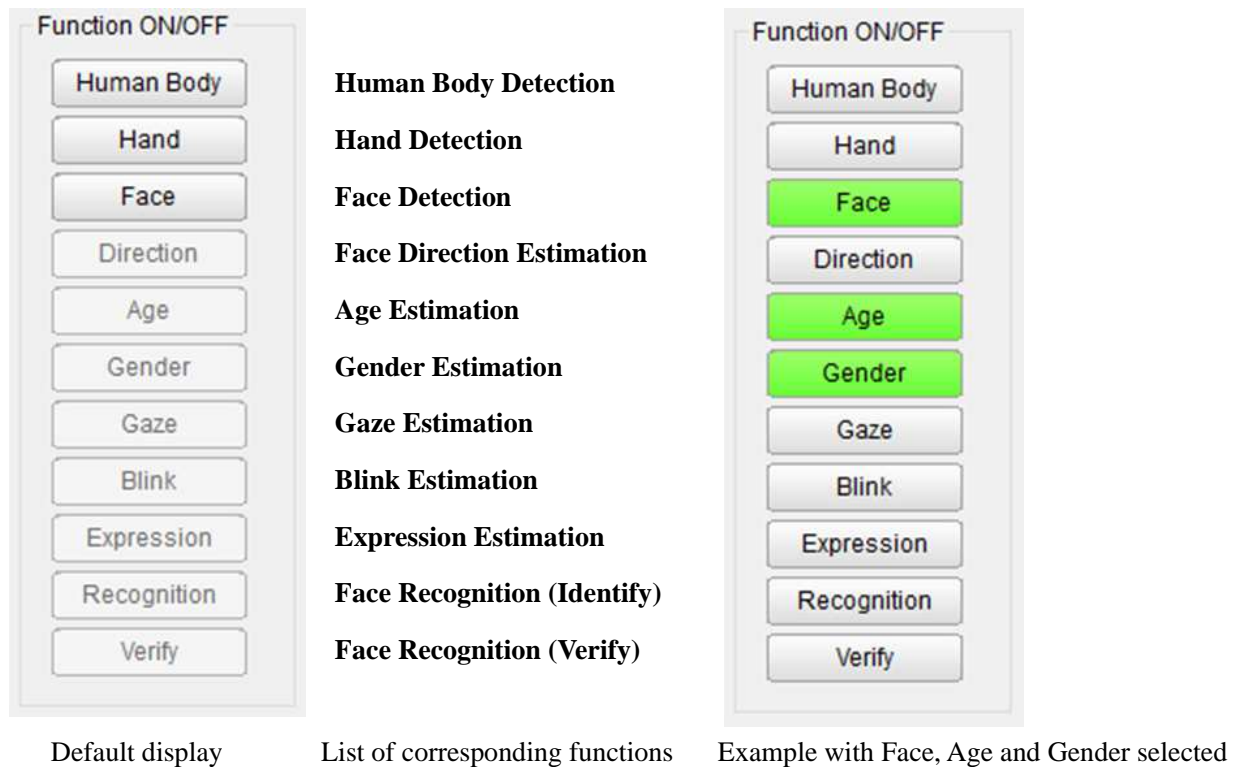 Function ON/OFF
Human Body
Hand
Face
Direction
Age
Gender
Gaze
Blink
Expression
Recognition
Verify
Default display
Human Body Detection
Hand Detection
Face Detection
Face Direction Estimation
Age Estimation
Gender Estimation
Gaze Estimation
Blink Estimation
Expression Estimation
Face Recognition (Identify)
Face Recognition (Verify)
List of corresponding functions
Function ON/OFF
Human Body
Hand
Face
Direction
Age
Gender
Gaze
Blink
Expression
Recognition
Verify
Example with Face, Age and Gender selected